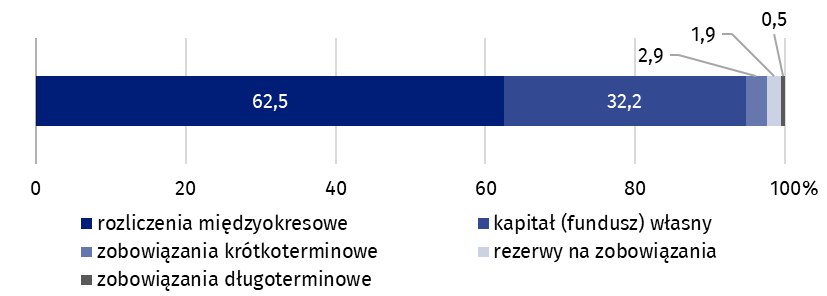 0,5
1,9
2,9
62,5 32,2
0 20 40 60 80 100%
rozliczenia międzyokresowe kapitał (fundusz) własny
zobowiązania krótkoterminowe rezerwy na zobowiązania
zobowiązania długoterminowe